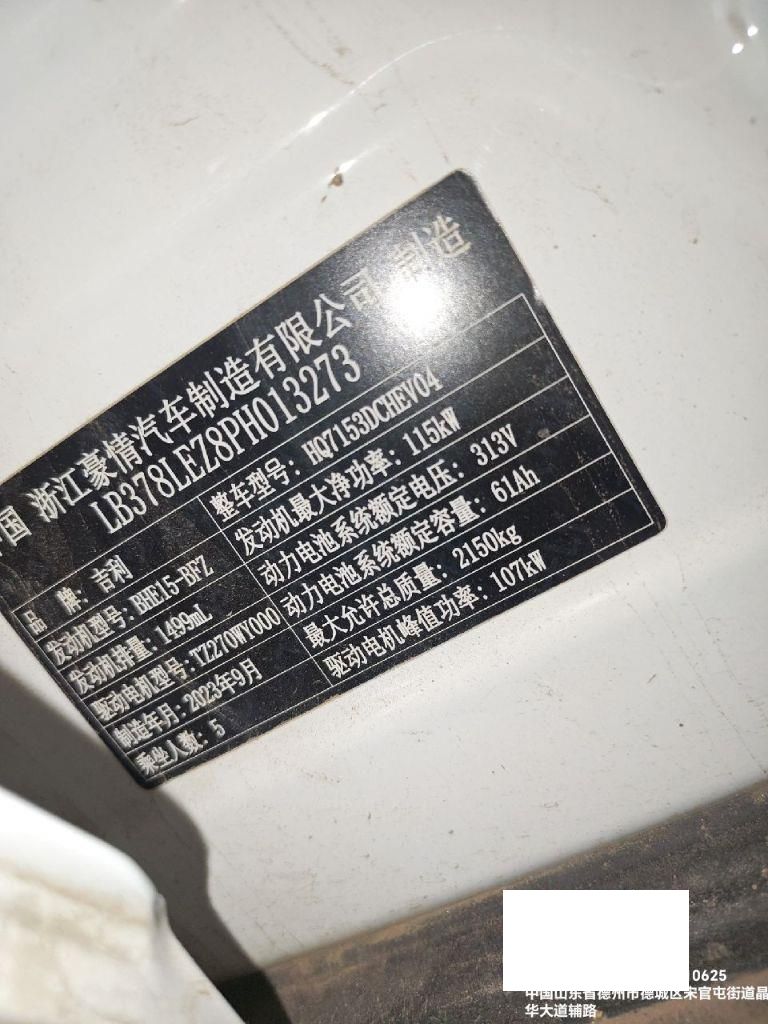 国 浙江豪情汽车制造有限公司 制造
LB378LEZ8PH013273
品 牌: 吉利
整车型号: HQ7153DCHEV04
发动机型号: BHE15-BFZ
发动机最大净功率: 115kW
发动机排量: 1499mL
动力电池系统额定电压: 313V
驱动电机型号: TZ270WY000
动力电池系统额定容量: 61Ah
制造年月: 2023年9月
最大允许总质量: 2150kg
乘坐人数: 5
驱动电机峰值功率: 107kW
0625
中国山东省德州市德城区宋官屯街道晶
华大道辅路